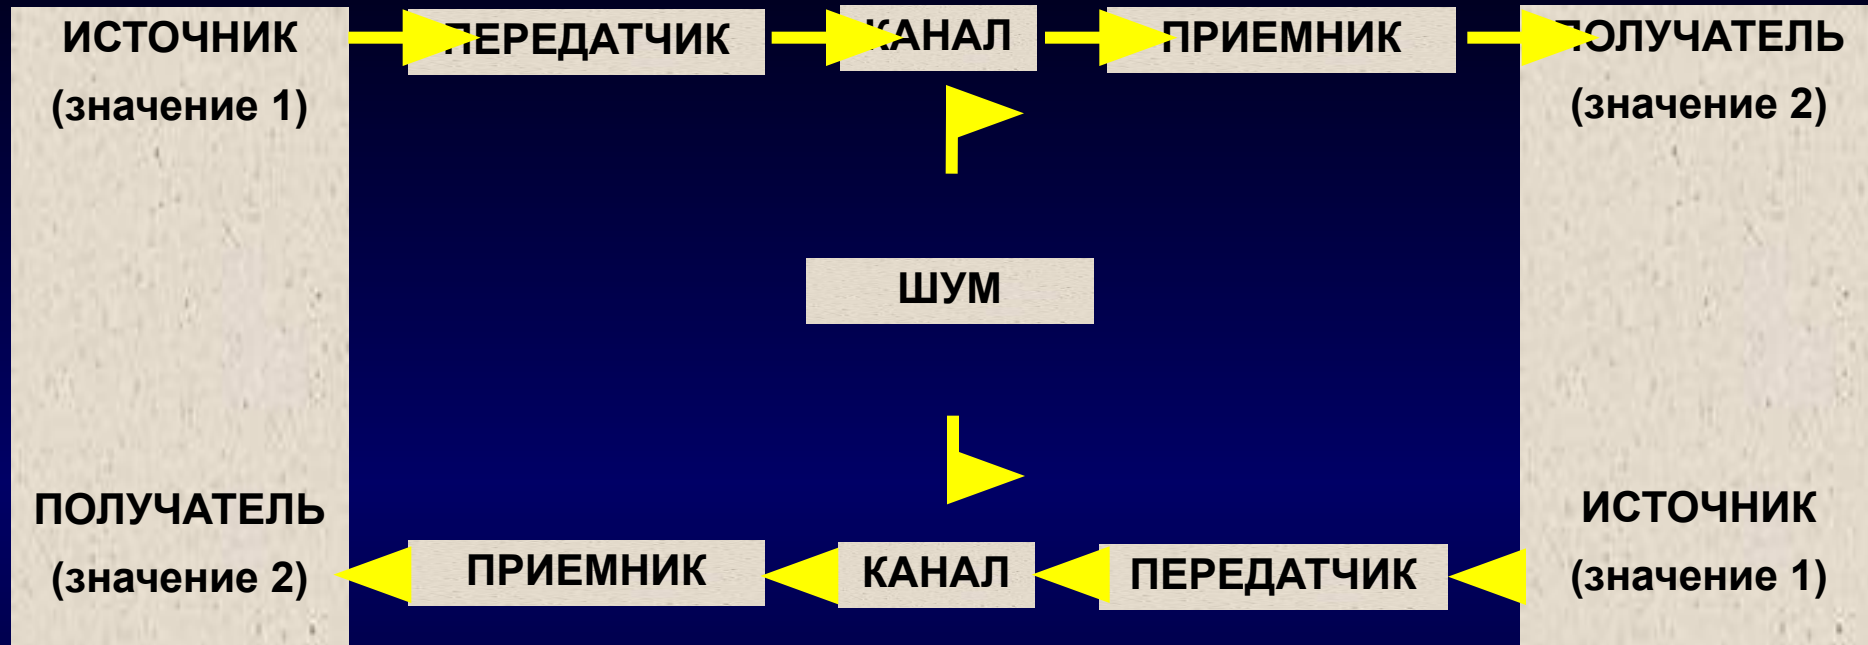 ИСТОЧНИК
(значение 1)
ПЕРЕДАТЧИК
КАНАЛ
ПРИЕМНИК
ПОЛУЧАТЕЛЬ
(значение 2)
ШУМ
ПОЛУЧАТЕЛЬ
(значение 2)
ПРИЕМНИК
КАНАЛ
ПЕРЕДАТЧИК
ИСТОЧНИК
(значение 1)